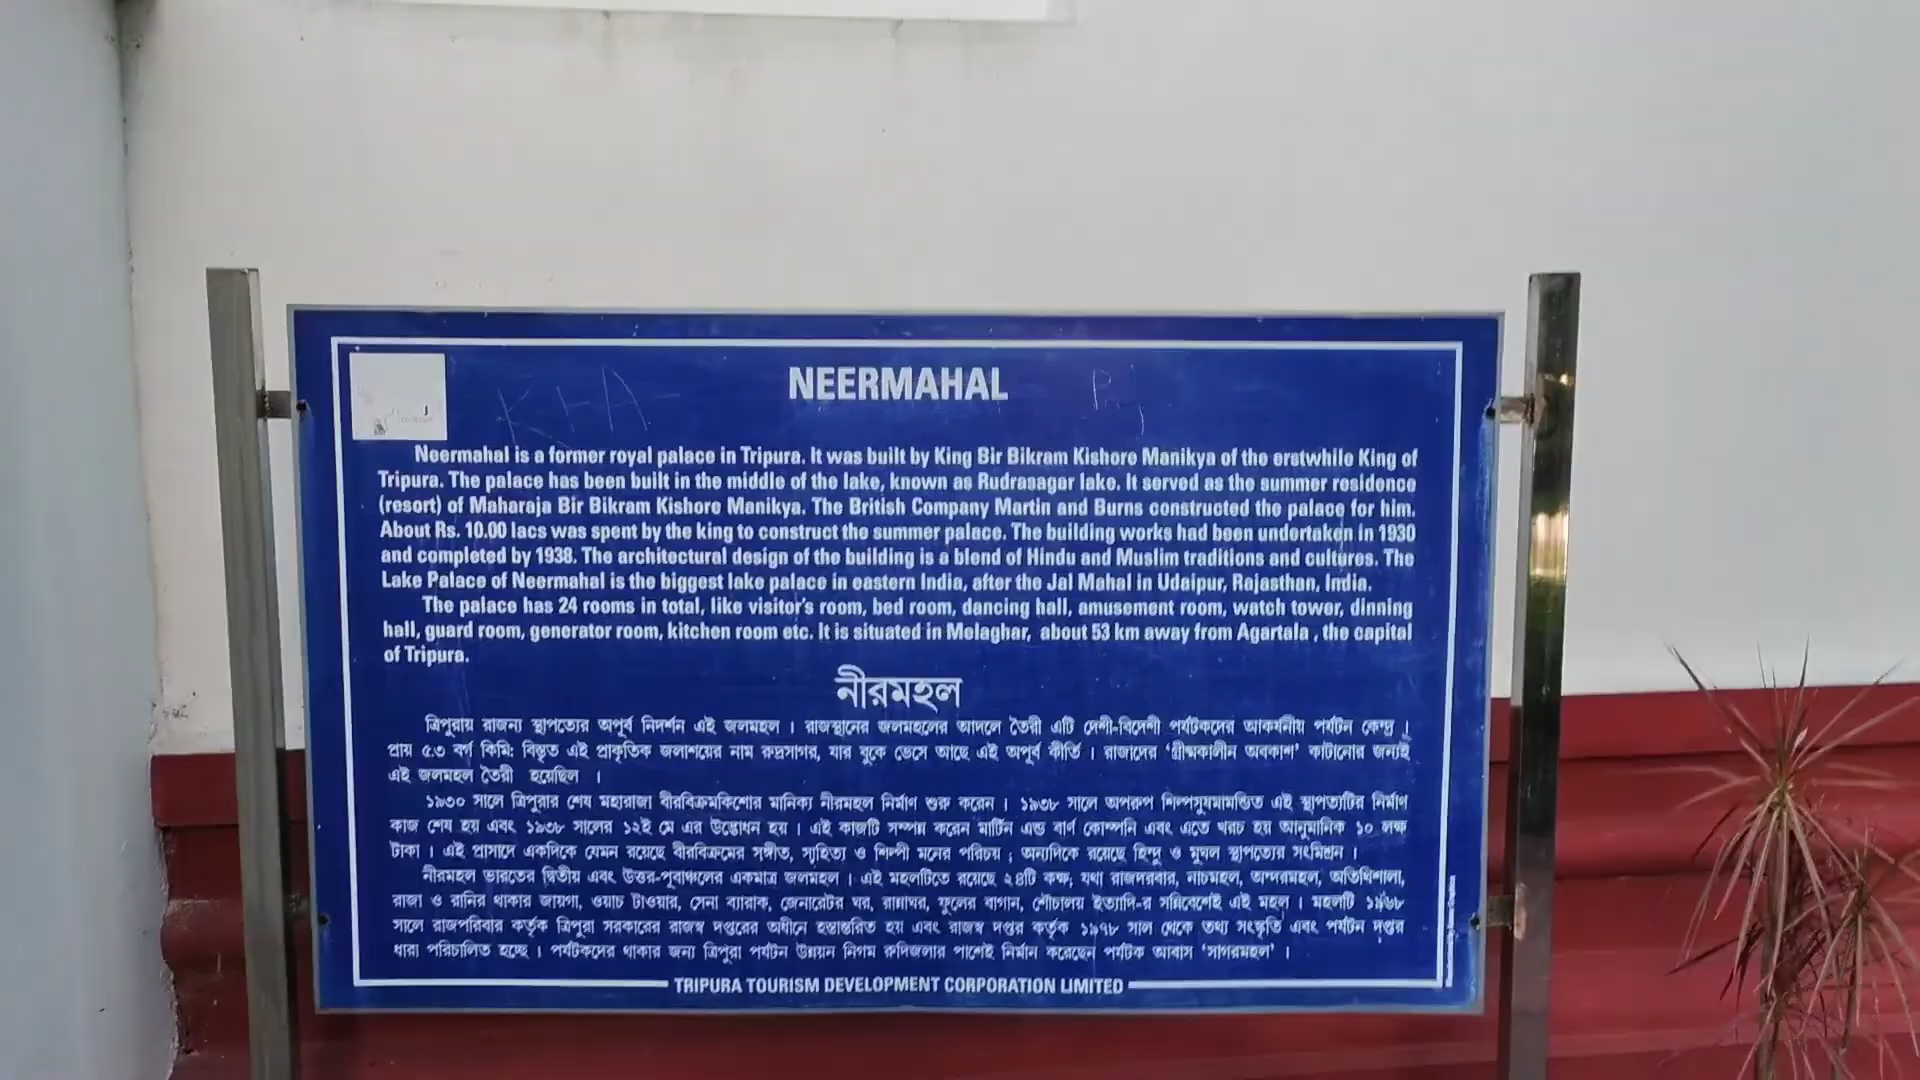 NEERMAHAL
Neermahal is a former royal palace in Tripura. It was built by King Bir Bikram Kishore Manikya of the erstwhile King of
Tripura. The palace has been built in the middle of the lake, known as Rudrasagar lake. It served as the summer residence
(resort) of Maharaja Bir Bikram Kishore Manikya. The British Company Martin and Burns constructed the palace for him.
About Rs. 10.00 lacs was spent by the king to construct the summer palace. The building works had been undertaken in 1930
and completed by 1938. The architectural design of the building is a blend of Hindu and Muslim traditions and cultures. The
Lake Palace of Neermahal is the biggest lake palace in eastern India, after the Jal Mahal in Udaipur, Rajasthan, India.
The palace has 24 rooms in total, like visitor's room, bed room, dancing hall, amusement room, watch tower, dinning
hall, guard room, generator room, kitchen room etc. It is situated in Melaghar, about 53 km away from Agartala , the capital
of Tripura.
নীরমহল
ত্রিপুরায় রাজন্য স্থাপত্যের অপূর্ব নিদর্শন এই জলমহল । রাজস্থানের জলমহলের আদলে তৈরী এটি দেশী-বিদেশী পর্যটকদের আকর্ষনীয় পর্যটন কেন্দ্র ।
প্রায় ৫.৩ বর্গ কিমি: বিস্তৃত এই প্রাকৃতিক জলাশয়ের নাম রুদ্রসাগর, যার বুকে ভেসে আছে এই অপূর্ব কীর্তি । রাজাদের ‘গ্রীষ্মকালীন অবকাশ’ কাটানোর জন্যই
এই জলমহল তৈরী হয়েছিল ।
১৯৩০ সালে ত্রিপুরার শেষ মহারাজা বীরবিক্রমকিশোর মানিক্য নীরমহল নির্মাণ শুরু করেন । ১৯৩৮ সালে অপরূপ শিল্পসুষমামন্ডিত এই স্থাপত্যটির নির্মাণ
কাজ শেষ হয় এবং ১৯৩৮ সালের ১২ই মে এর উদ্বোধন হয় । এই কাজটি সম্পন্ন করেন মার্টিন এন্ড বার্ণ কোম্পনি এবং এতে খরচ হয় আনুমানিক ১০ লক্ষ
টাকা । এই প্রাসাদে একদিকে যেমন রয়েছে বীরবিক্রমের সঙ্গীত, সাহিত্য ও শিল্পী মনের পরিচয় ; অন্যদিকে রয়েছে হিন্দু ও মুঘল স্থাপত্যের সংমিশ্রন ।
নীরমহল ভারতের দ্বিতীয় এবং উত্তর-পূবাঞ্চলের একমাত্র জলমহল । এই মহলটিতে রয়েছে ২৪টি কক্ষ; যথা রাজদরবার, নাচমহল, অন্দরমহল, অতিথিশালা,
রাজা ও রানির থাকার জায়গা, ওয়াচ টাওয়ার, সেনা ব্যারাক, জেনারেটর ঘর, রান্নাঘর, ফুলের বাগান, শৌচালয় ইত্যাদি-র সন্নিবেশেই এই মহল । মহলটি ১৯৬৮
সালে রাজপরিবার কর্তৃক ত্রিপুরা সরকারের রাজস্ব দপ্তরের অধীনে হস্তান্তরিত হয় এবং রাজস্ব দপ্তর কর্তৃক ১৯৭৮ সাল থেকে তথ্য সংস্কৃতি এবং পর্যটন দপ্তর
ধারা পরিচালিত হচ্ছে । পর্যটকদের থাকার জন্য ত্রিপুরা পর্যটন উন্নয়ন নিগম রুদিজলার পাশেই নির্মান করেছেন পর্যটক আবাস ‘সাগরমহল’ ।
TRIPURA TOURISM DEVELOPMENT CORPORATION LIMITED